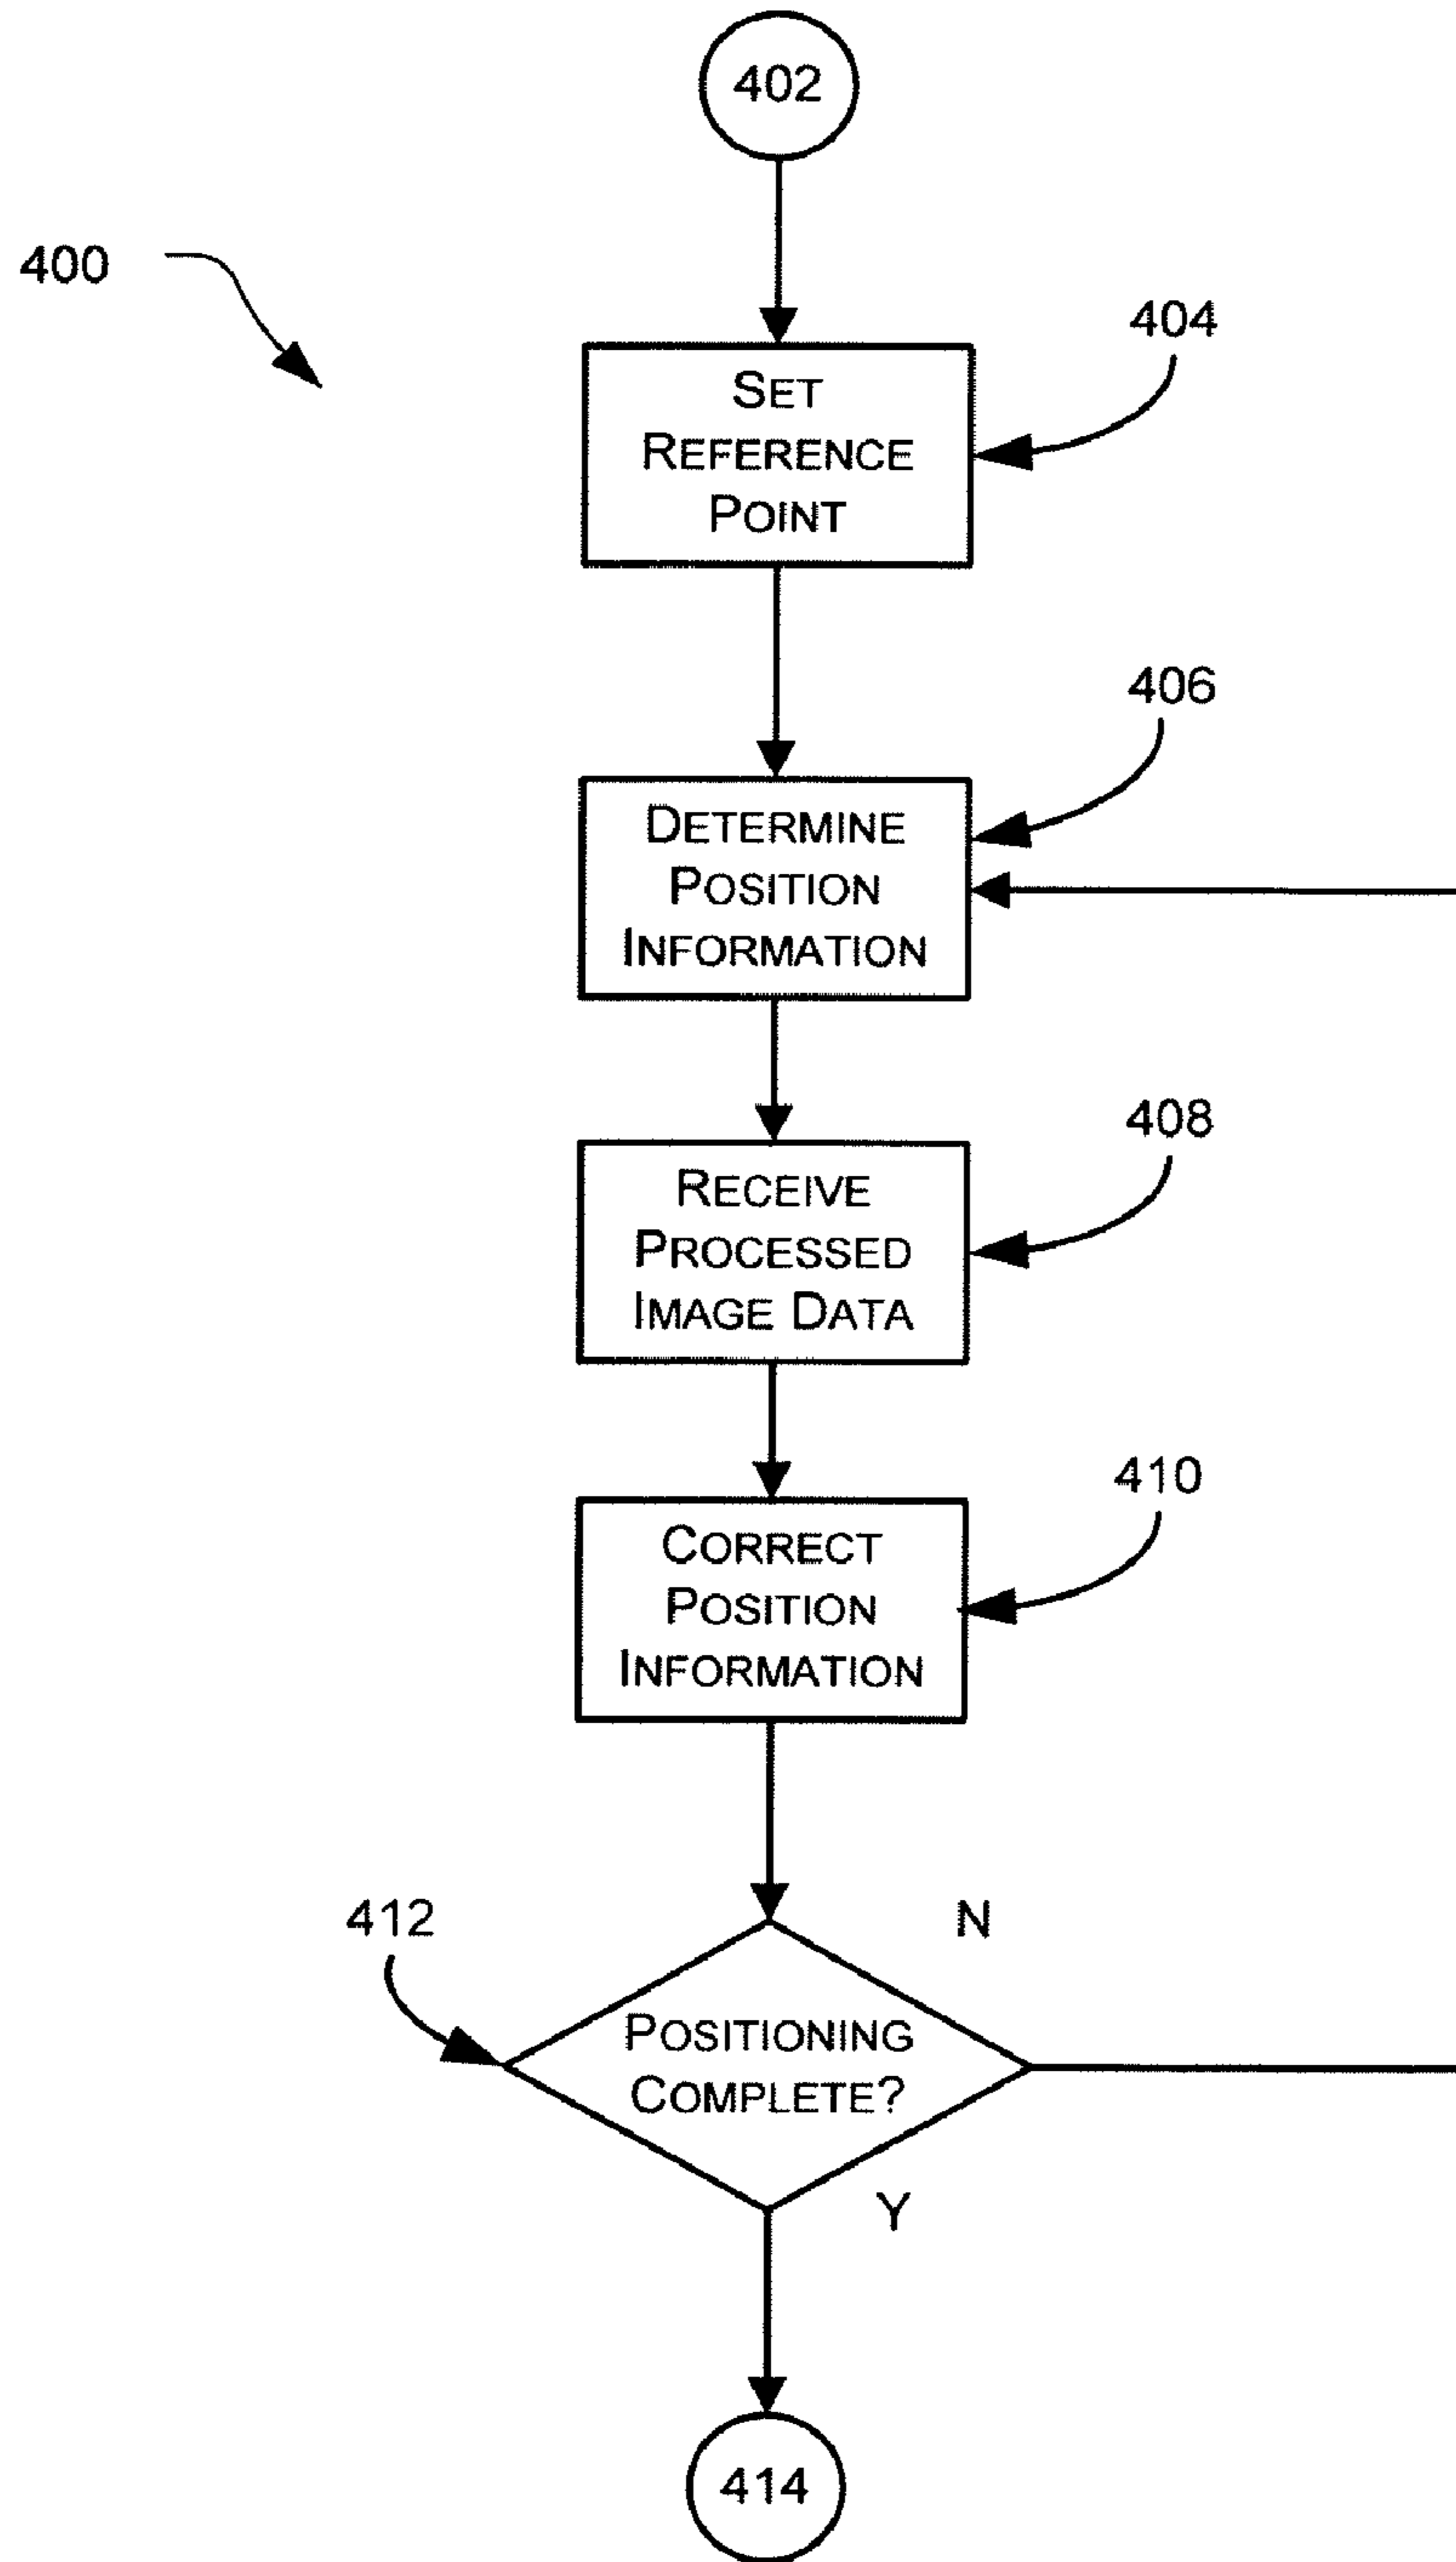 402
400
404
SET
REFERENCE
POINT
406
DETERMINE
POSITION
INFORMATION
408
RECEIVE
PROCESSED
IMAGE DATA
410
CORRECT
POSITION
INFORMATION
412
N
POSITIONING
COMPLETE?
Y
414